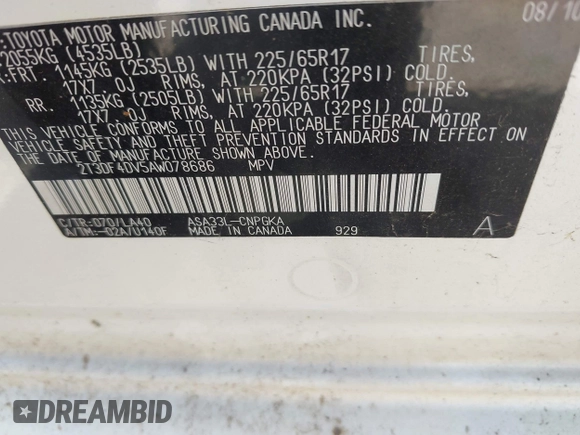 :TOYOTA MOTOR MANUFACTURING CANADA INC. 08/10
2055KG (4535LB)
:FRT. 1145KG (2535LB) WITH 225/65R17 TIRES,
17X7 OJ RIMS, AT 220KPA (32PSI) COLD.
RR. 1135KG (2505LB) WITH 225/65R17 TIRES,
17X7 OJ RIMS, AT 220KPA (32PSI) COLD.
THIS VEHICLE CONFORMS TO ALL APPLICABLE FEDERAL MOTOR
VEHICLE SAFETY AND THEFT PREVENTION STANDARDS IN EFFECT
ON THE DATE OF MANUFACTURE SHOWN ABOVE.
2T3DF4DV5AW078686 MPV
C/TR:070/LA40 ASA33L-CNPGKA
A/TM:-02A/U140F MADE IN CANADA 929 A
DREAMBID